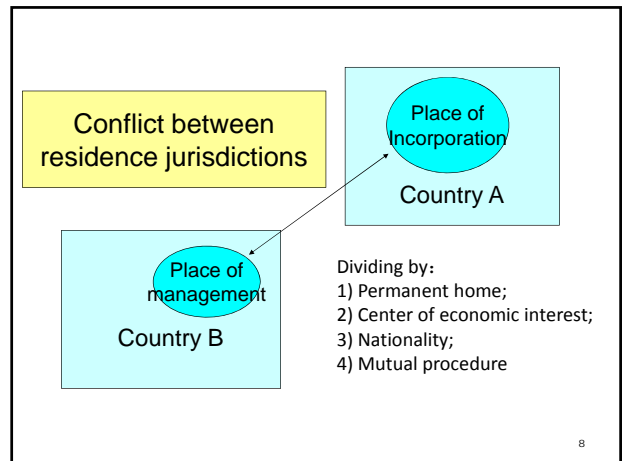 Conflict between
residence jurisdictions
Place of
Incorporation
Country A
Place of
management
Country B
Dividing by：
1) Permanent home;
2) Center of economic interest;
3) Nationality;
4) Mutual procedure
8